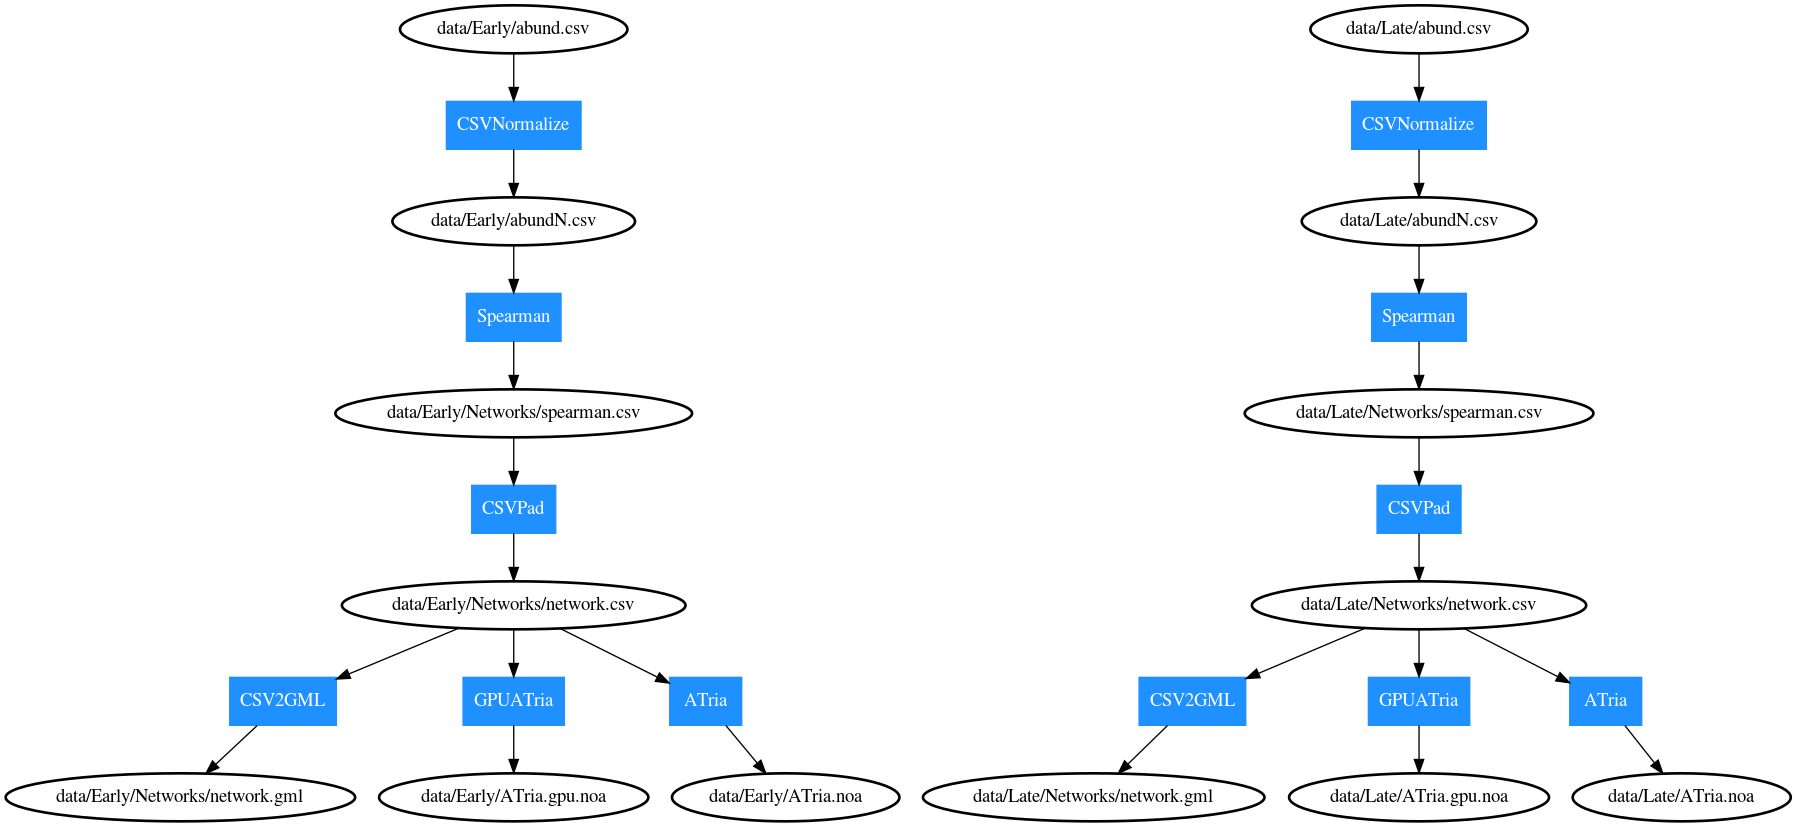 data/Early/abund.csv
data/Late/abund.csv
CSVNormalize
CSVNormalize
data/Early/abundN.csv
data/Late/abundN.csv
Spearman
Spearman
data/Early/Networks/spearman.csv
data/Late/Networks/spearman.csv
CSVPad
CSVPad
data/Early/Networks/network.csv
data/Late/Networks/network.csv
CSV2GML
GPUATria
ATria
CSV2GML
GPUATria
ATria
data/Early/Networks/network.gml
data/Early/ATria.gpu.noa
data/Early/ATria.noa
data/Late/Networks/network.gml
data/Late/ATria.gpu.noa
data/Late/ATria.noa